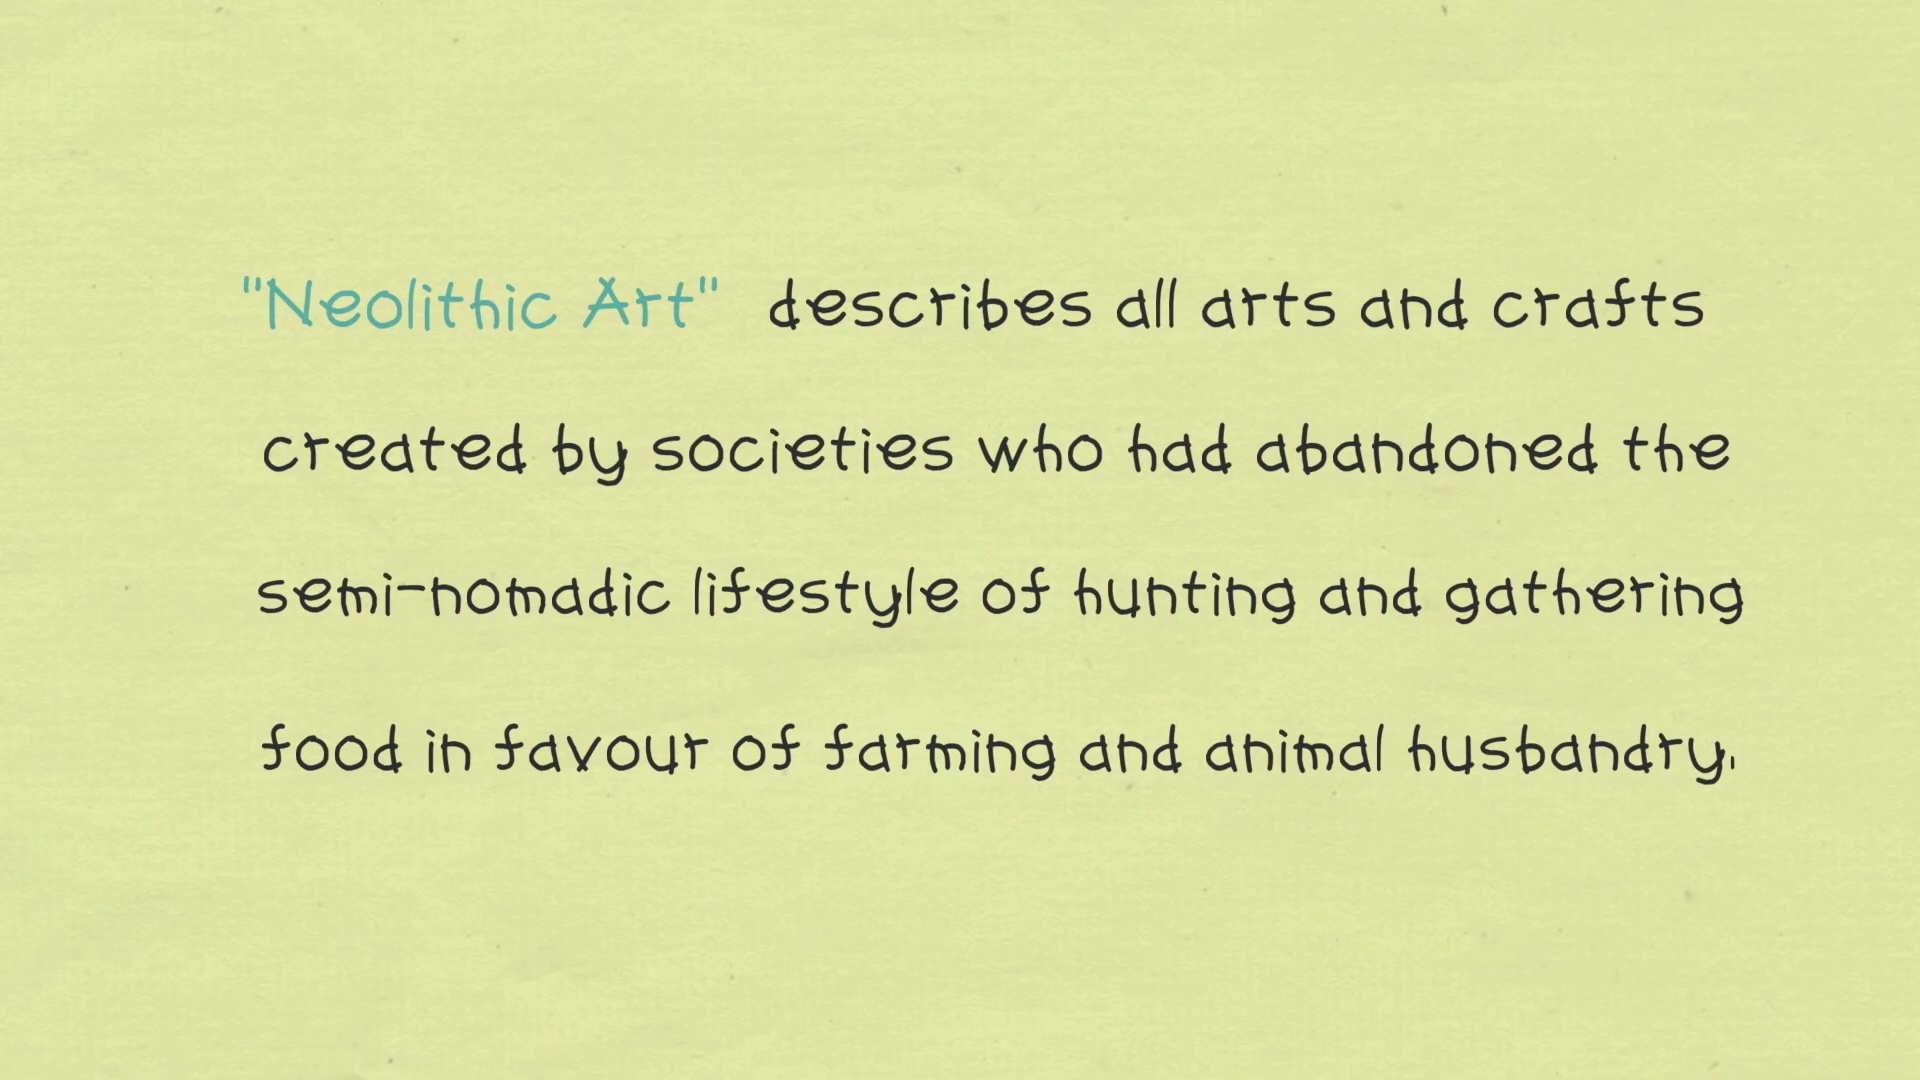 "Neolithic Art" describes all arts and crafts
created by societies who had abandoned the
semi-nomadic lifestyle of hunting and gathering
food in favour of farming and animal husbandry.